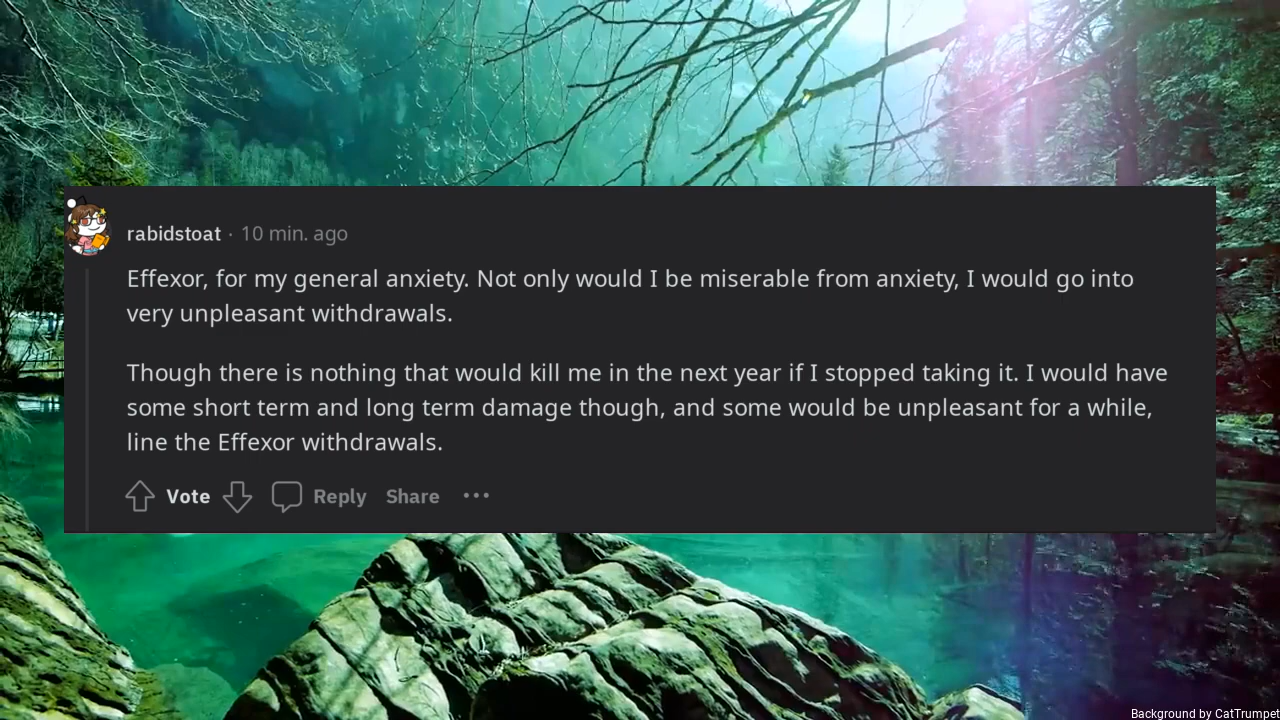 rabidstoat · 10 min. ago
Effexor, for my general anxiety. Not only would I be miserable from anxiety, I would go into
very unpleasant withdrawals.
Though there is nothing that would kill me in the next year if I stopped taking it. I would have
some short term and long term damage though, and some would be unpleasant for a while,
line the Effexor withdrawals.
Vote Reply Share ···
Background by CatTrumpet